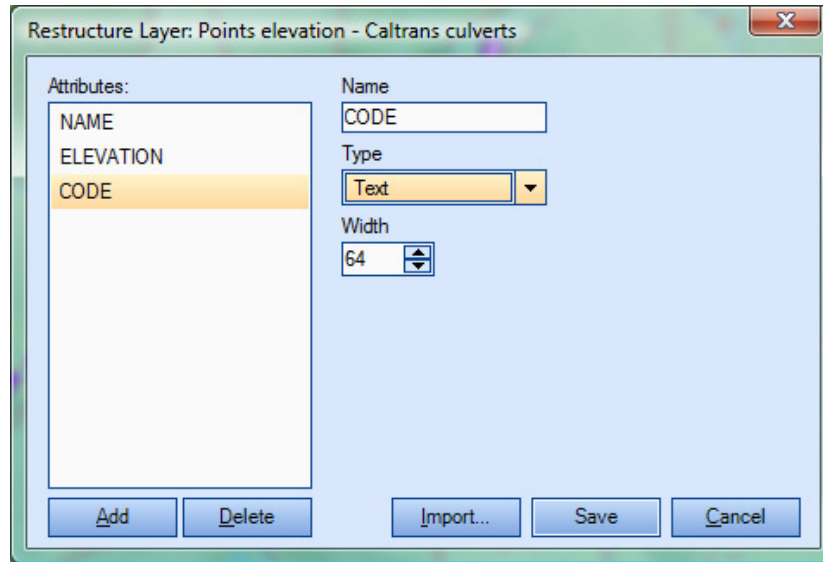 Restructure Layer: Points elevation - Caltrans culverts
Attributes:
NAME
ELEVATION
CODE
Name
CODE
Type
Text
Width
64
Add
Delete
Import...
Save
Cancel